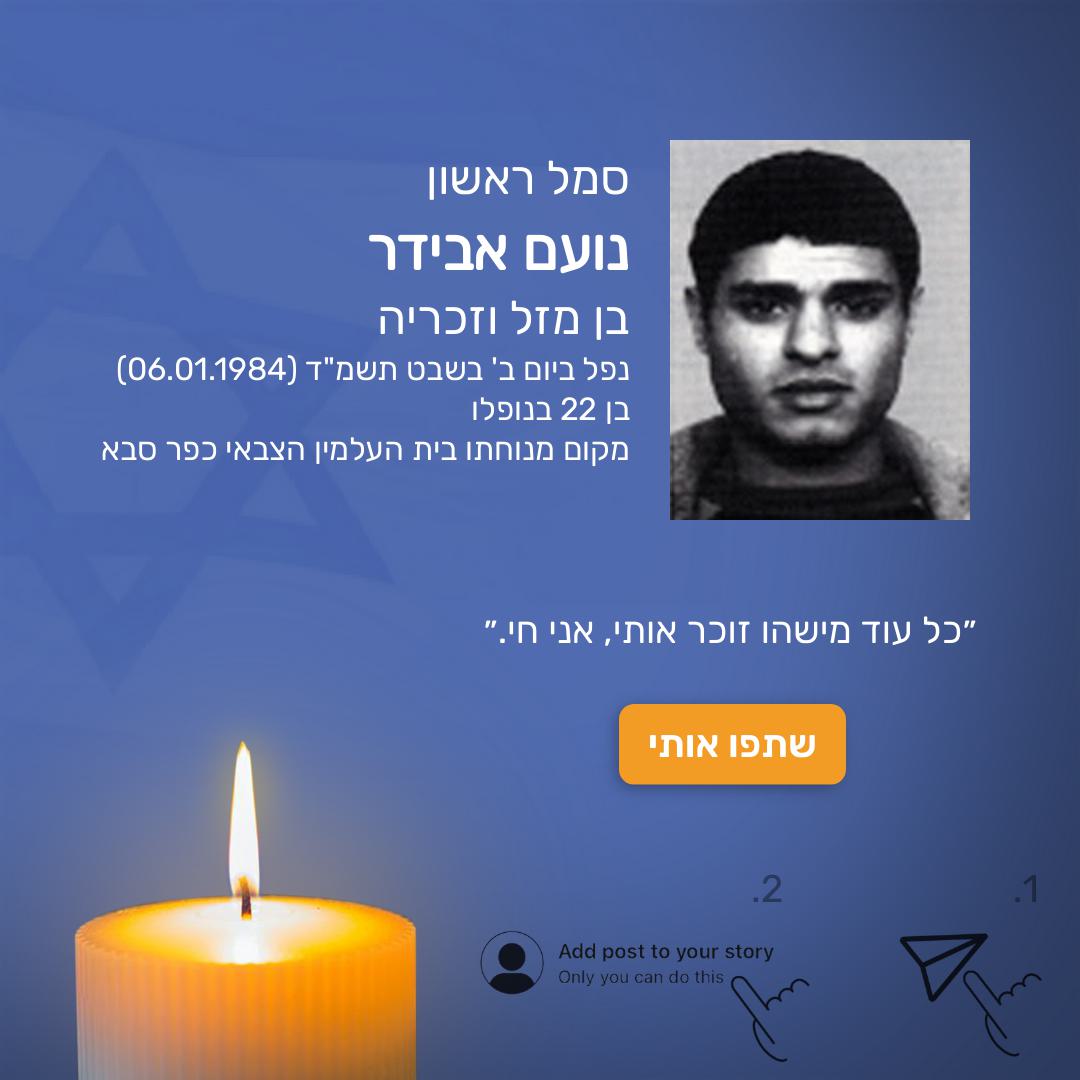 סמל ראשון
נועם אבידר
בן מזל וזכריה
נפל ביום ב' בשבט תשמ"ד (06.01.1984)
בן 22 בנופלו
מקום מנוחתו בית העלמין הצבאי כפר סבא
״כל עוד מישהו זוכר אותי, אני חי.״
שתפו אותי
1.
2.
Add post to your story
Only you can do this